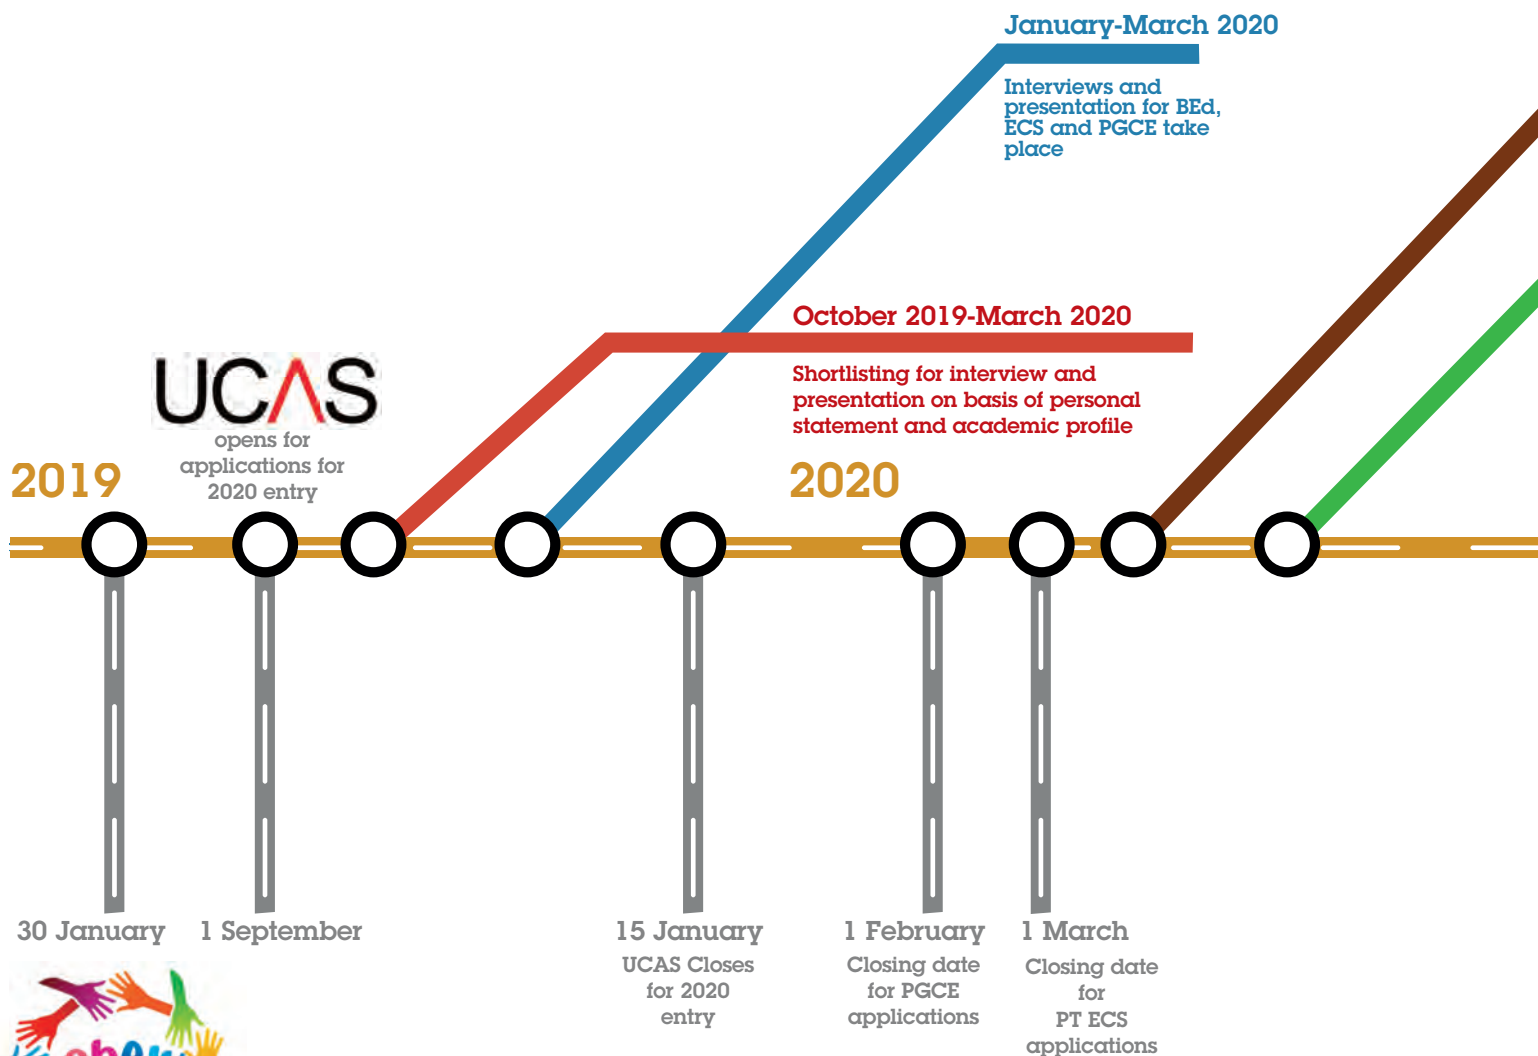 January-March 2020
Interviews and
presentation for BEd,
ECS and PGCE take
place
October 2019-March 2020
Shortlisting for interview and
presentation on basis of personal
statement and academic profile
UCAS
opens for
applications for
2020 entry
2019
2020
30 January
1 September
15 January
UCAS Closes
for 2020
entry
1 February
Closing date
for PGCE
applications
1 March
Closing date
for
PT ECS
applications